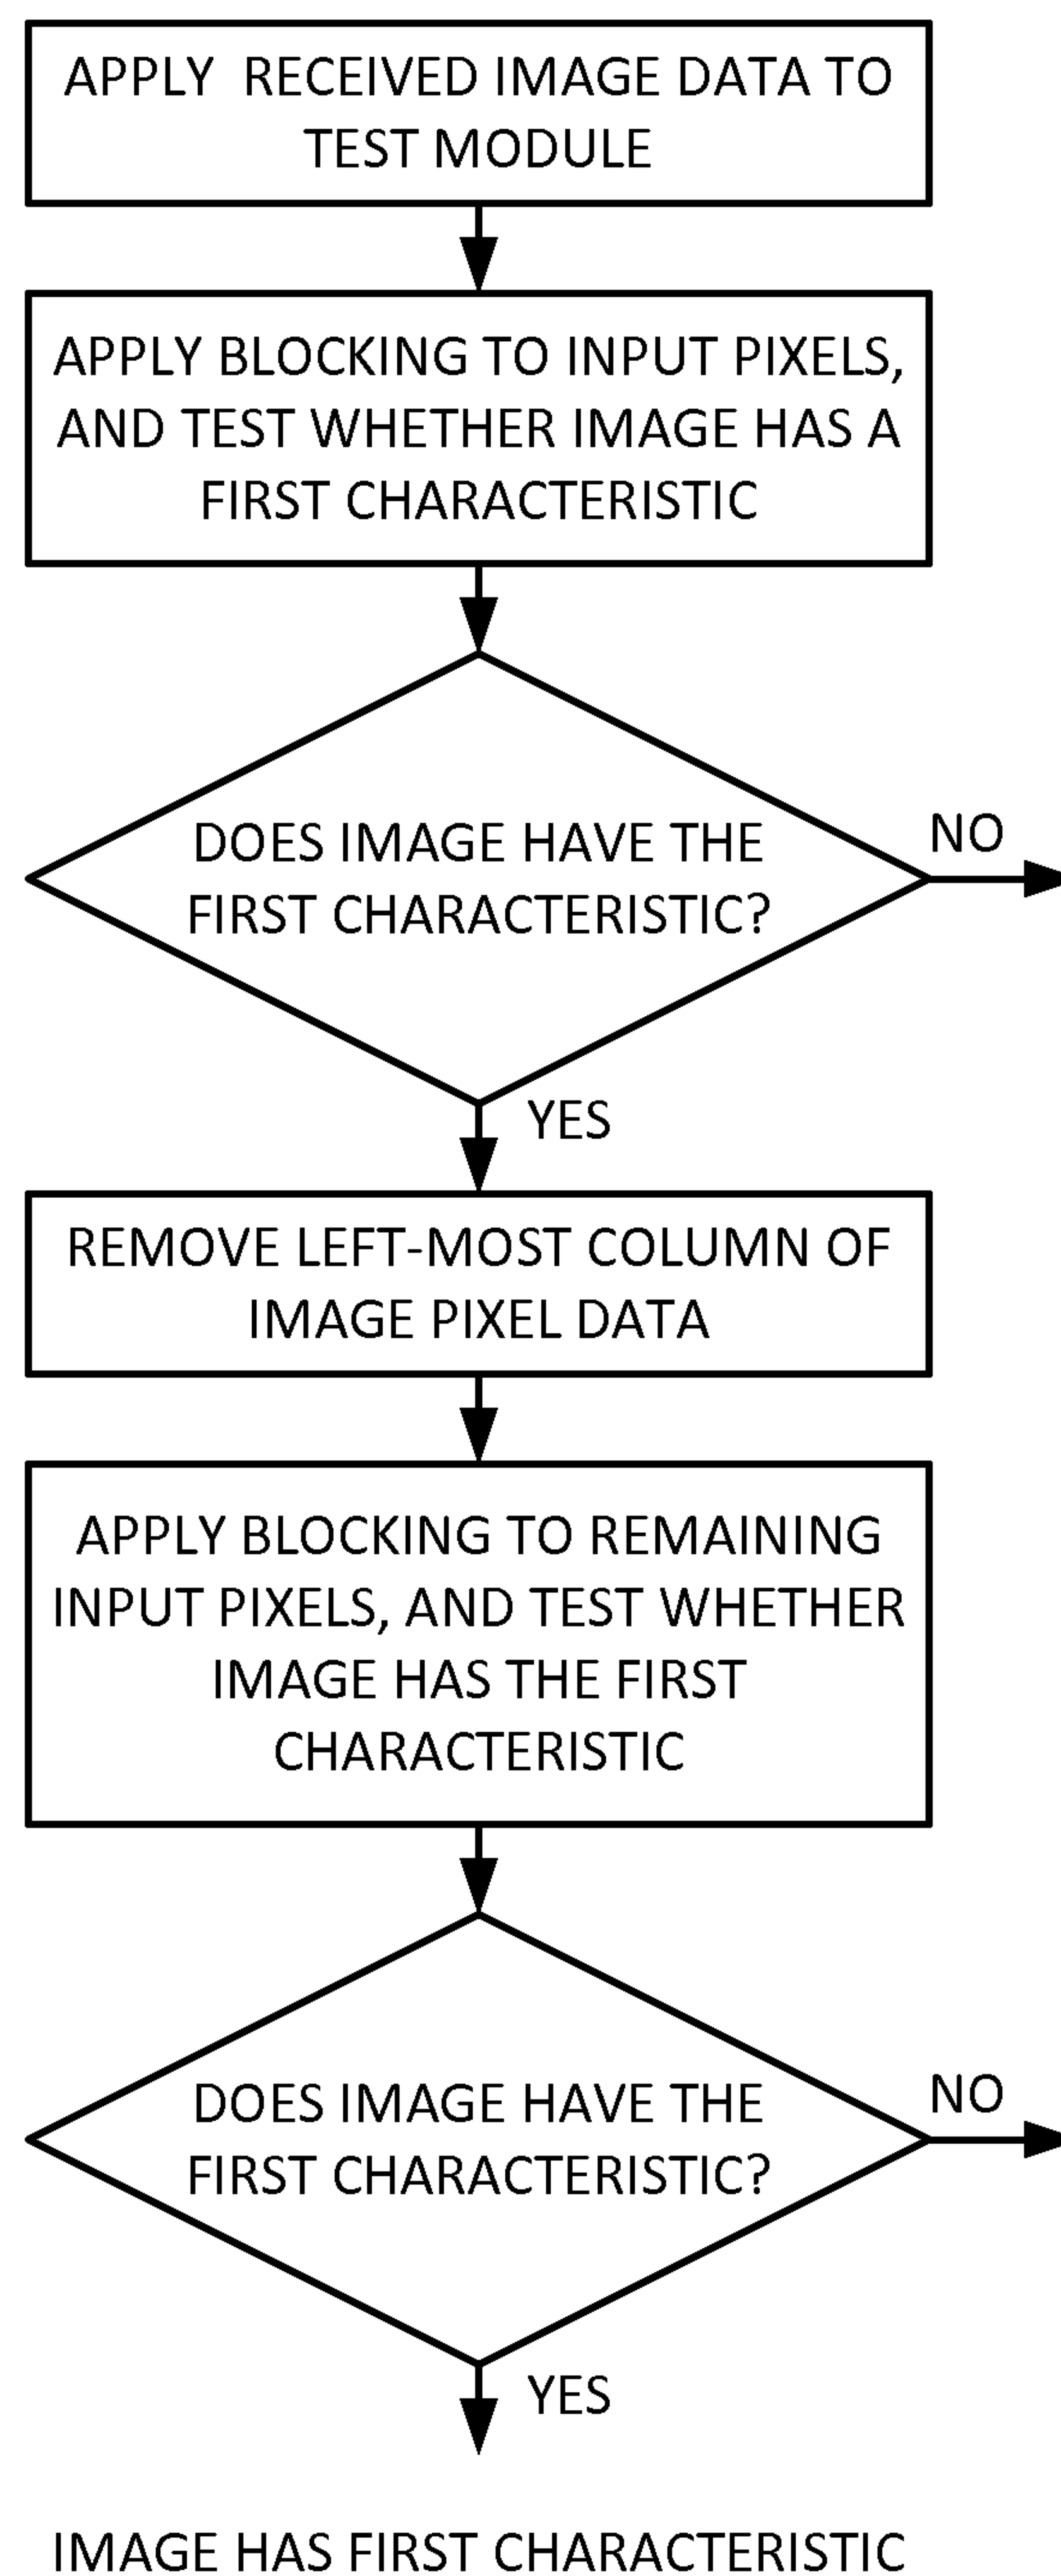 APPLY RECEIVED IMAGE DATA TO
TEST MODULE
APPLY BLOCKING TO INPUT PIXELS,
AND TEST WHETHER IMAGE HAS A
FIRST CHARACTERISTIC
DOES IMAGE HAVE THE
FIRST CHARACTERISTIC?
NO
YES
REMOVE LEFT-MOST COLUMN OF
IMAGE PIXEL DATA
APPLY BLOCKING TO REMAINING
INPUT PIXELS, AND TEST WHETHER
IMAGE HAS THE FIRST
CHARACTERISTIC
DOES IMAGE HAVE THE
FIRST CHARACTERISTIC?
NO
YES
IMAGE HAS FIRST CHARACTERISTIC